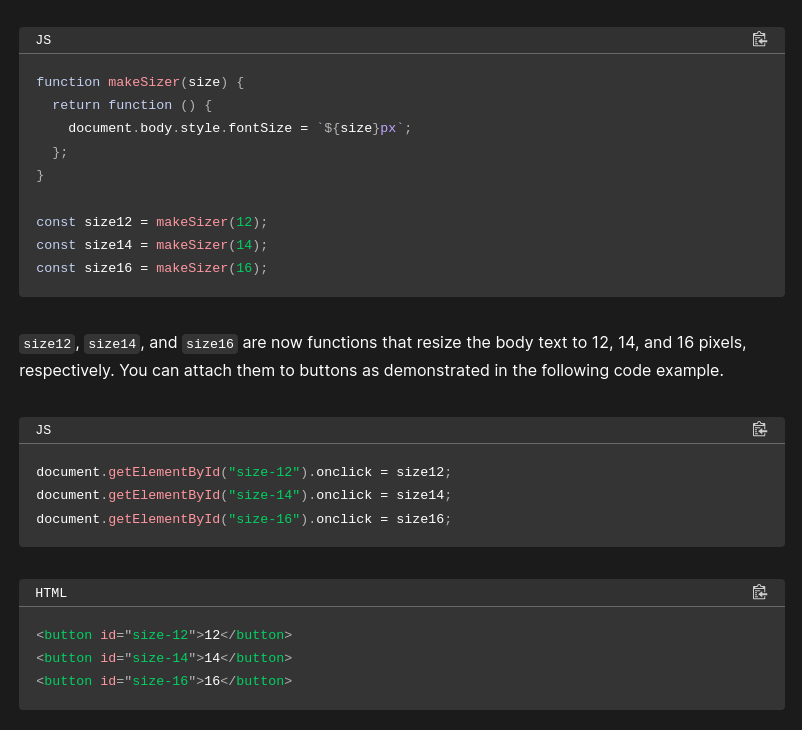 JS
function makeSizer(size) {
  return function () {
    document.body.style.fontSize = `${size}px`;
  };
}

const size12 = makeSizer(12);
const size14 = makeSizer(14);
const size16 = makeSizer(16);
size12, size14, and size16 are now functions that resize the body text to 12, 14, and 16 pixels,
respectively. You can attach them to buttons as demonstrated in the following code example.
JS
document.getElementById("size-12").onclick = size12;
document.getElementById("size-14").onclick = size14;
document.getElementById("size-16").onclick = size16;
HTML
<button id="size-12">12</button>
<button id="size-14">14</button>
<button id="size-16">16</button>